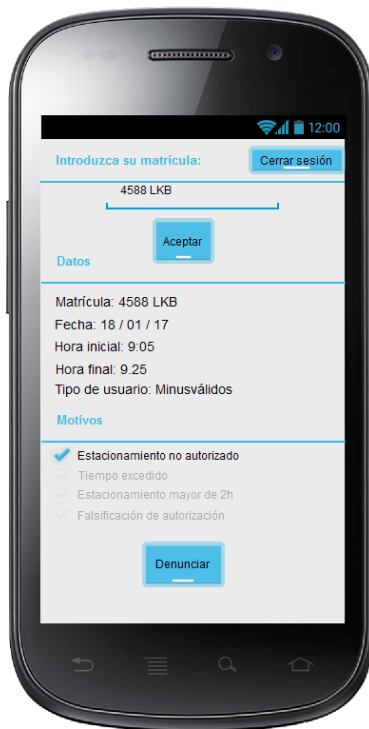 12:00
Introduzca su matrícula:
Cerrar sesión
4588 LKB
Aceptar
Datos
Matrícula: 4588 LKB
Fecha: 18 / 01 / 17
Hora inicial: 9:05
Hora final: 9.25
Tipo de usuario: Minusválidos
Motivos
Estacionamiento no autorizado
Tiempo excedido
Estacionamiento mayor de 2h
Falsificación de autorización
Denunciar